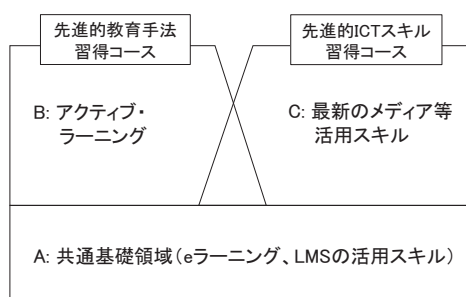 先進的教育手法
習得コース
先進的ICTスキル
習得コース
B: アクティブ・
ラーニング
C: 最新のメディア等
活用スキル
A: 共通基礎領域(eラーニング、LMSの活用スキル)